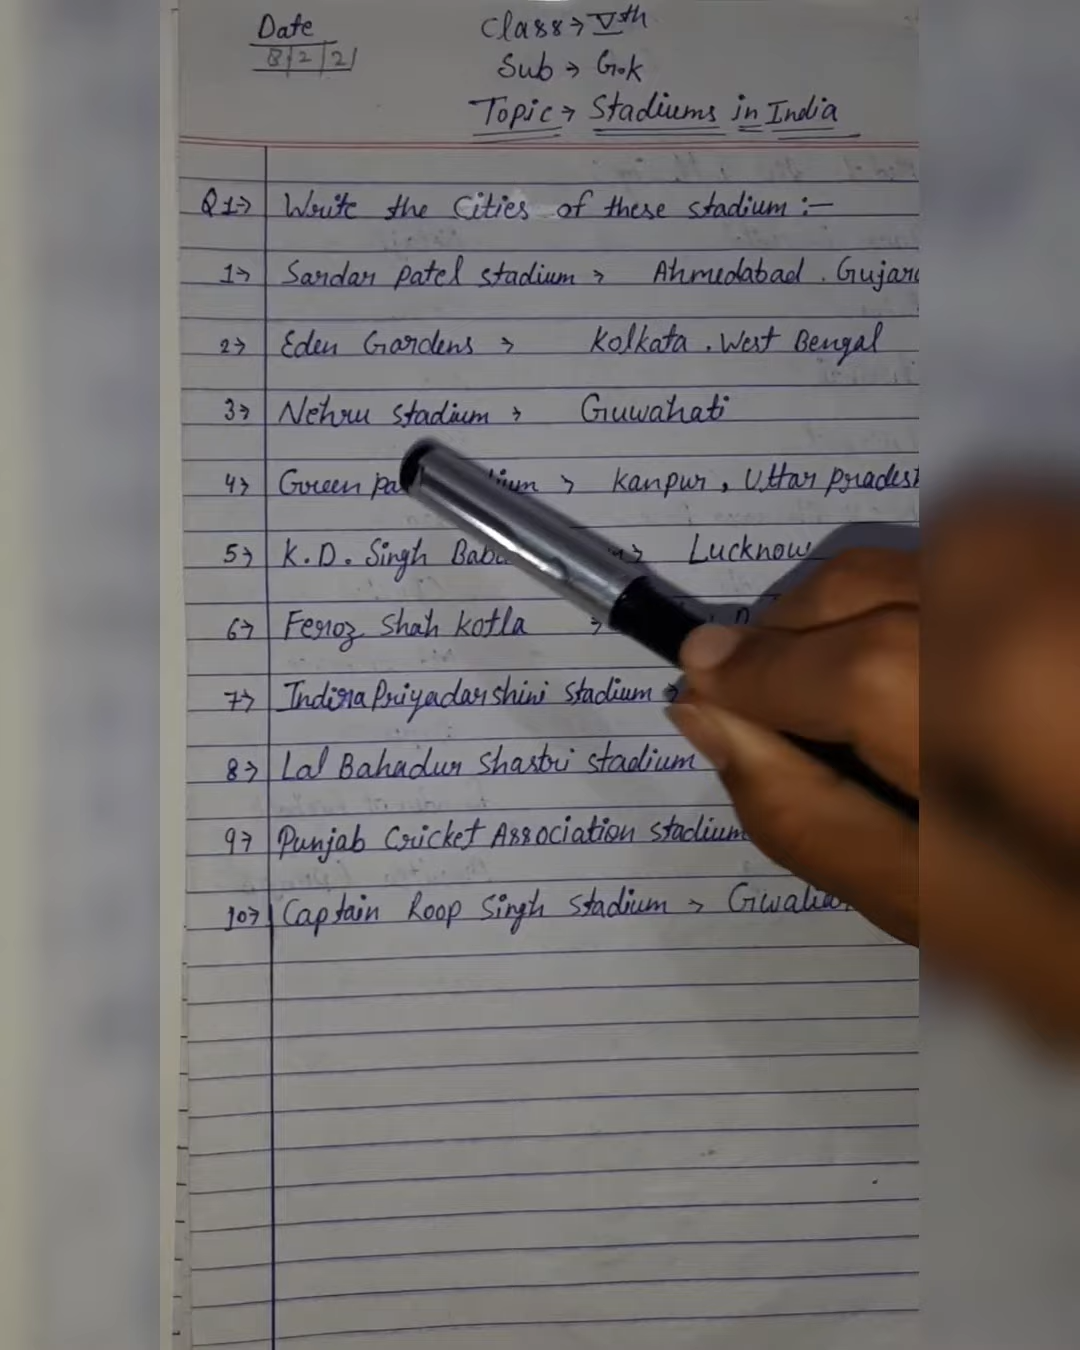 Date
8/2/21
Class→ Vth
Sub → G.K
Topic→ Stadiums in India
Q1→ Write the Cities of these stadium :–
1→ Sardar Patel stadium → Ahmedabad . Gujar
2→ Eden Gardens → Kolkata . West Bengal
3→ Nehru stadium → Guwahati
4→ Green pa ium → Kanpur , Uttar pradesh
5→ K.D. Singh Babu → Lucknow
6→ Feroz Shah Kotla →
7→ Indira Priyadarshini stadium →
8→ Lal Bahadur Shastri stadium
9→ Punjab Cricket Association stadium
10→ Captain Roop Singh Stadium → Gwalior